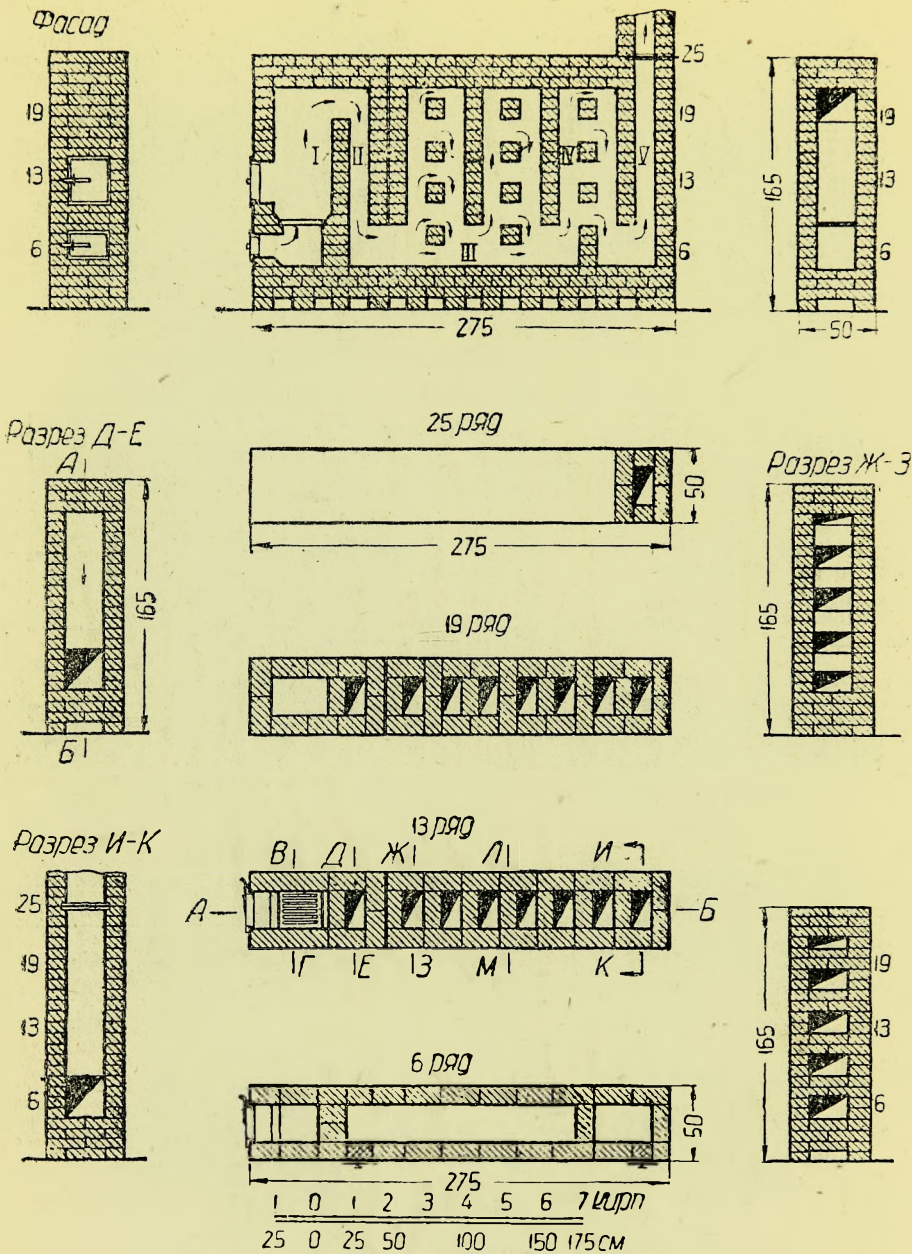 Фасад
25
19
19
19
13
13
13
6
6
6
I
II
III
IV
V
165
275
50
Разрез Д-Е
А
165
Б
25 ряд
50
275
Разрез Ж-З
165
19 ряд
Разрез И-К
25
19
13
6
13 ряд
В Д Ж Л И
А Б
Г Е З М К
165
19
13
6
6 ряд
50
275
1 0 1 2 3 4 5 6 7 кирп
25 0 25 50 100 150 175 см